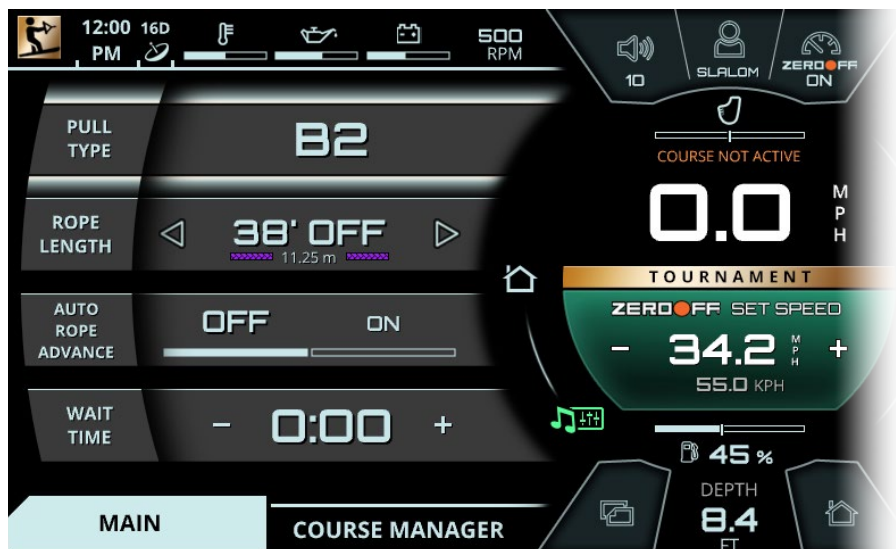 12:00 16D
PM
500
RPM
10
SLALOM
ZEROOFF
ON
PULL
TYPE
B2
COURSE NOT ACTIVE
0.0
M
P
H
ROPE
LENGTH
38' OFF
11.25 m
TOURNAMENT
ZEROOFF SET SPEED
- 34.2 +
M
P
H
55.0 KPH
AUTO
ROPE
ADVANCE
OFF ON
WAIT
TIME
- 0:00 +
45 %
DEPTH
8.4
FT
MAIN
COURSE MANAGER